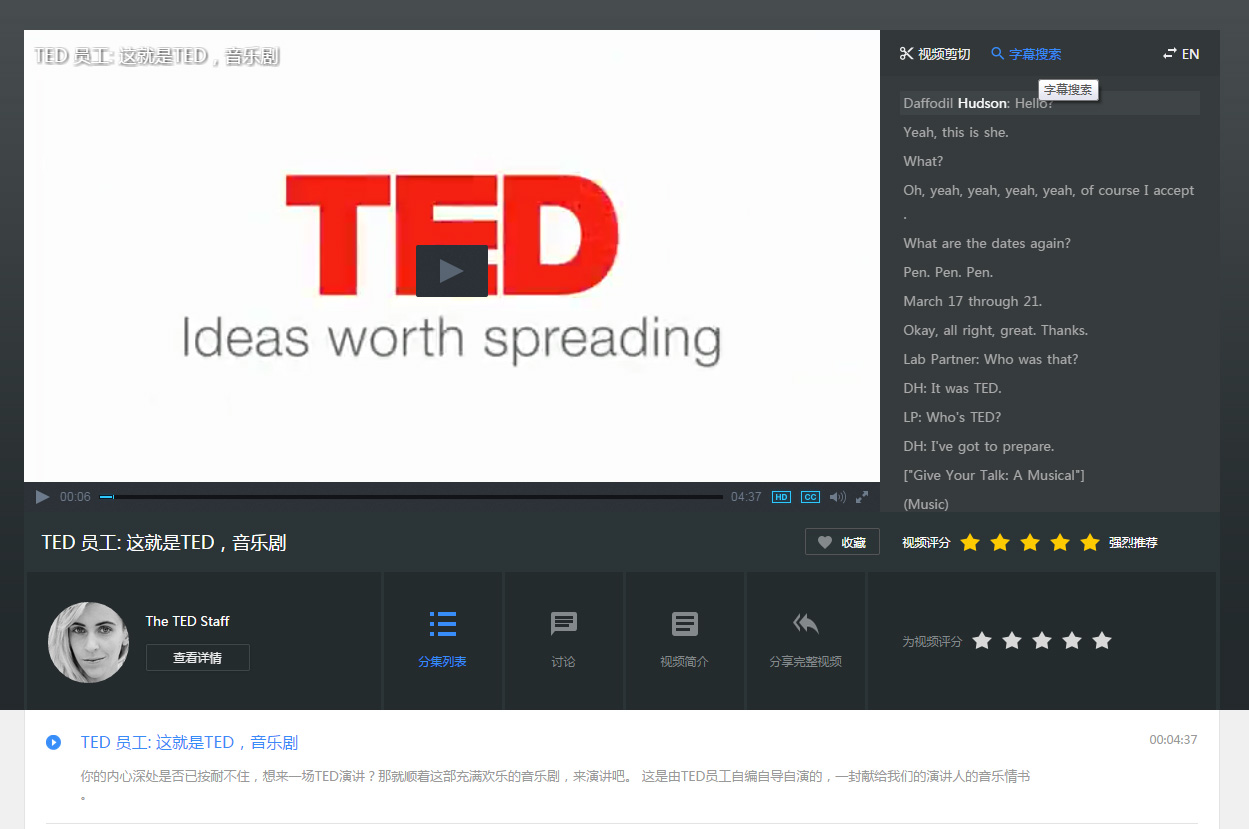 TED 员工: 这就是TED，音乐剧
TED
Ideas worth spreading
00:06
04:37
HD
CC
视频剪切
字幕搜索
EN
字幕搜索
Daffodil Hudson: Hello?
Yeah, this is she.
What?
Oh, yeah, yeah, yeah, yeah, of course I accept
.
What are the dates again?
Pen. Pen. Pen.
March 17 through 21.
Okay, all right, great. Thanks.
Lab Partner: Who was that?
DH: It was TED.
LP: Who's TED?
DH: I've got to prepare.
["Give Your Talk: A Musical"]
(Music)
TED 员工: 这就是TED，音乐剧
收藏
视频评分
强烈推荐
The TED Staff
查看详情
分集列表
讨论
视频简介
分享完整视频
为视频评分
TED 员工: 这就是TED，音乐剧
00:04:37
你的内心深处是否已按耐不住，想来一场TED演讲？那就顺着这部充满欢乐的音乐剧，来演讲吧。 这是由TED员工自编自导自演的，一封献给我们的演讲人的音乐情书
。